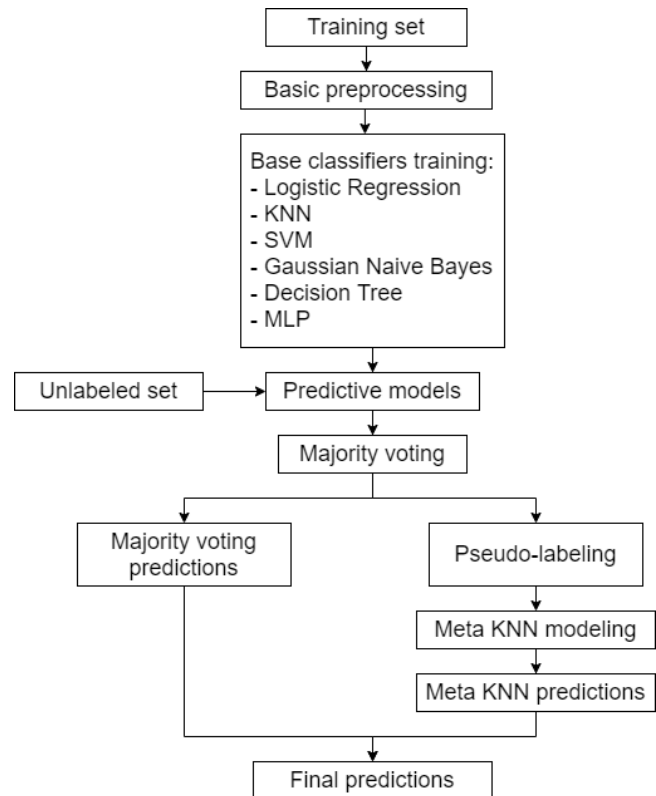 Training set
Basic preprocessing
Base classifiers training:
- Logistic Regression
- KNN
- SVM
- Gaussian Naive Bayes
- Decision Tree
- MLP
Unlabeled set
Predictive models
Majority voting
Majority voting
predictions
Pseudo-labeling
Meta KNN modeling
Meta KNN predictions
Final predictions